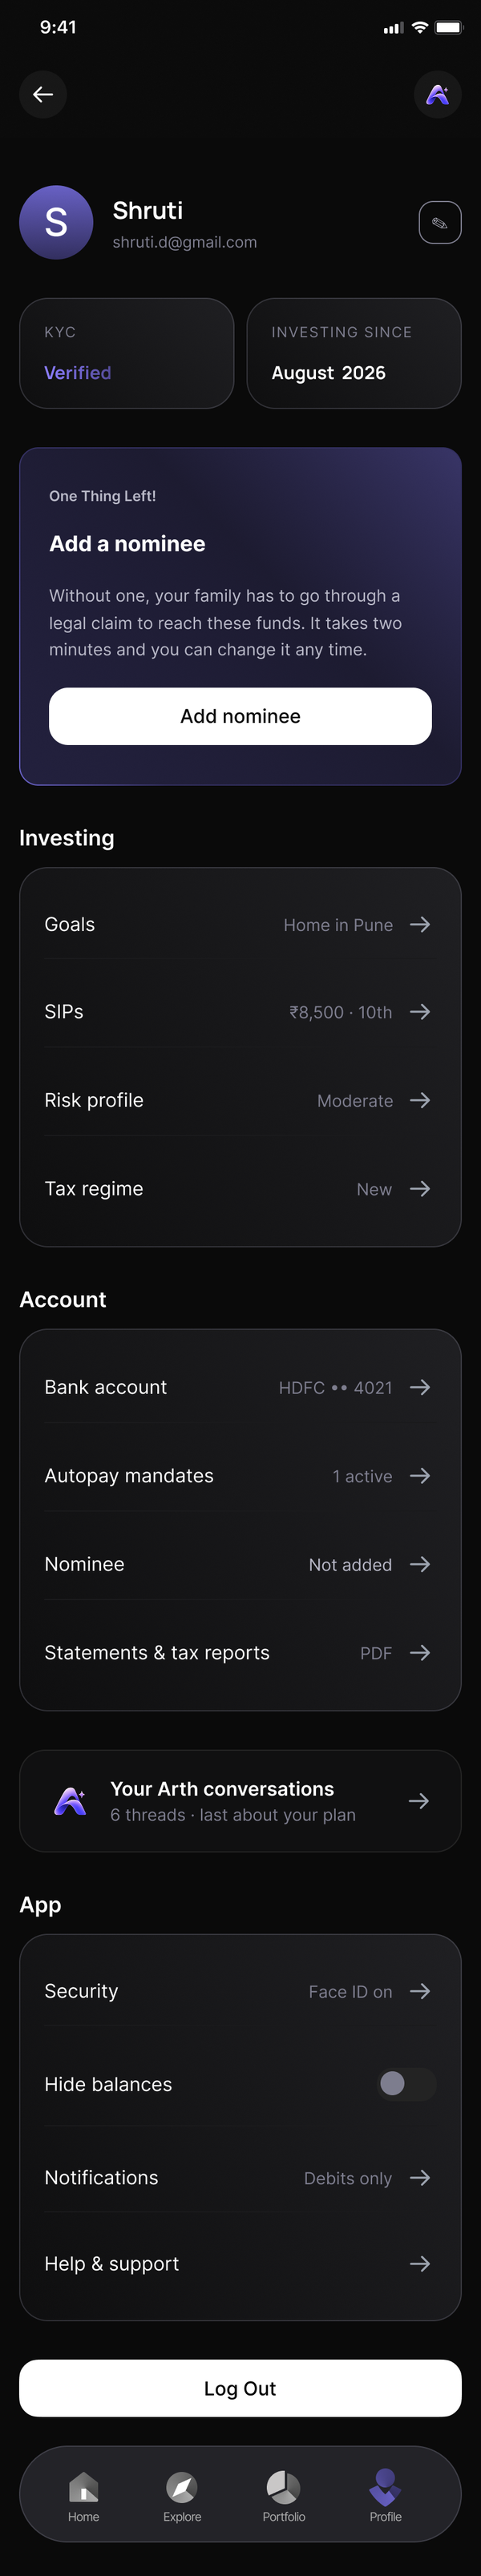 9:41
S
Shruti
shruti.d@gmail.com
KYC
Verified
INVESTING SINCE
August 2026
One Thing Left!
Add a nominee
Without one, your family has to go through a
legal claim to reach these funds. It takes two
minutes and you can change it any time.
Add nominee
Investing
Goals Home in Pune
SIPs ₹8,500 · 10th
Risk profile Moderate
Tax regime New
Account
Bank account HDFC •• 4021
Autopay mandates 1 active
Nominee Not added
Statements & tax reports PDF
Your Arth conversations
6 threads · last about your plan
App
Security Face ID on
Hide balances
Notifications Debits only
Help & support
Log Out
Home Explore Portfolio Profile